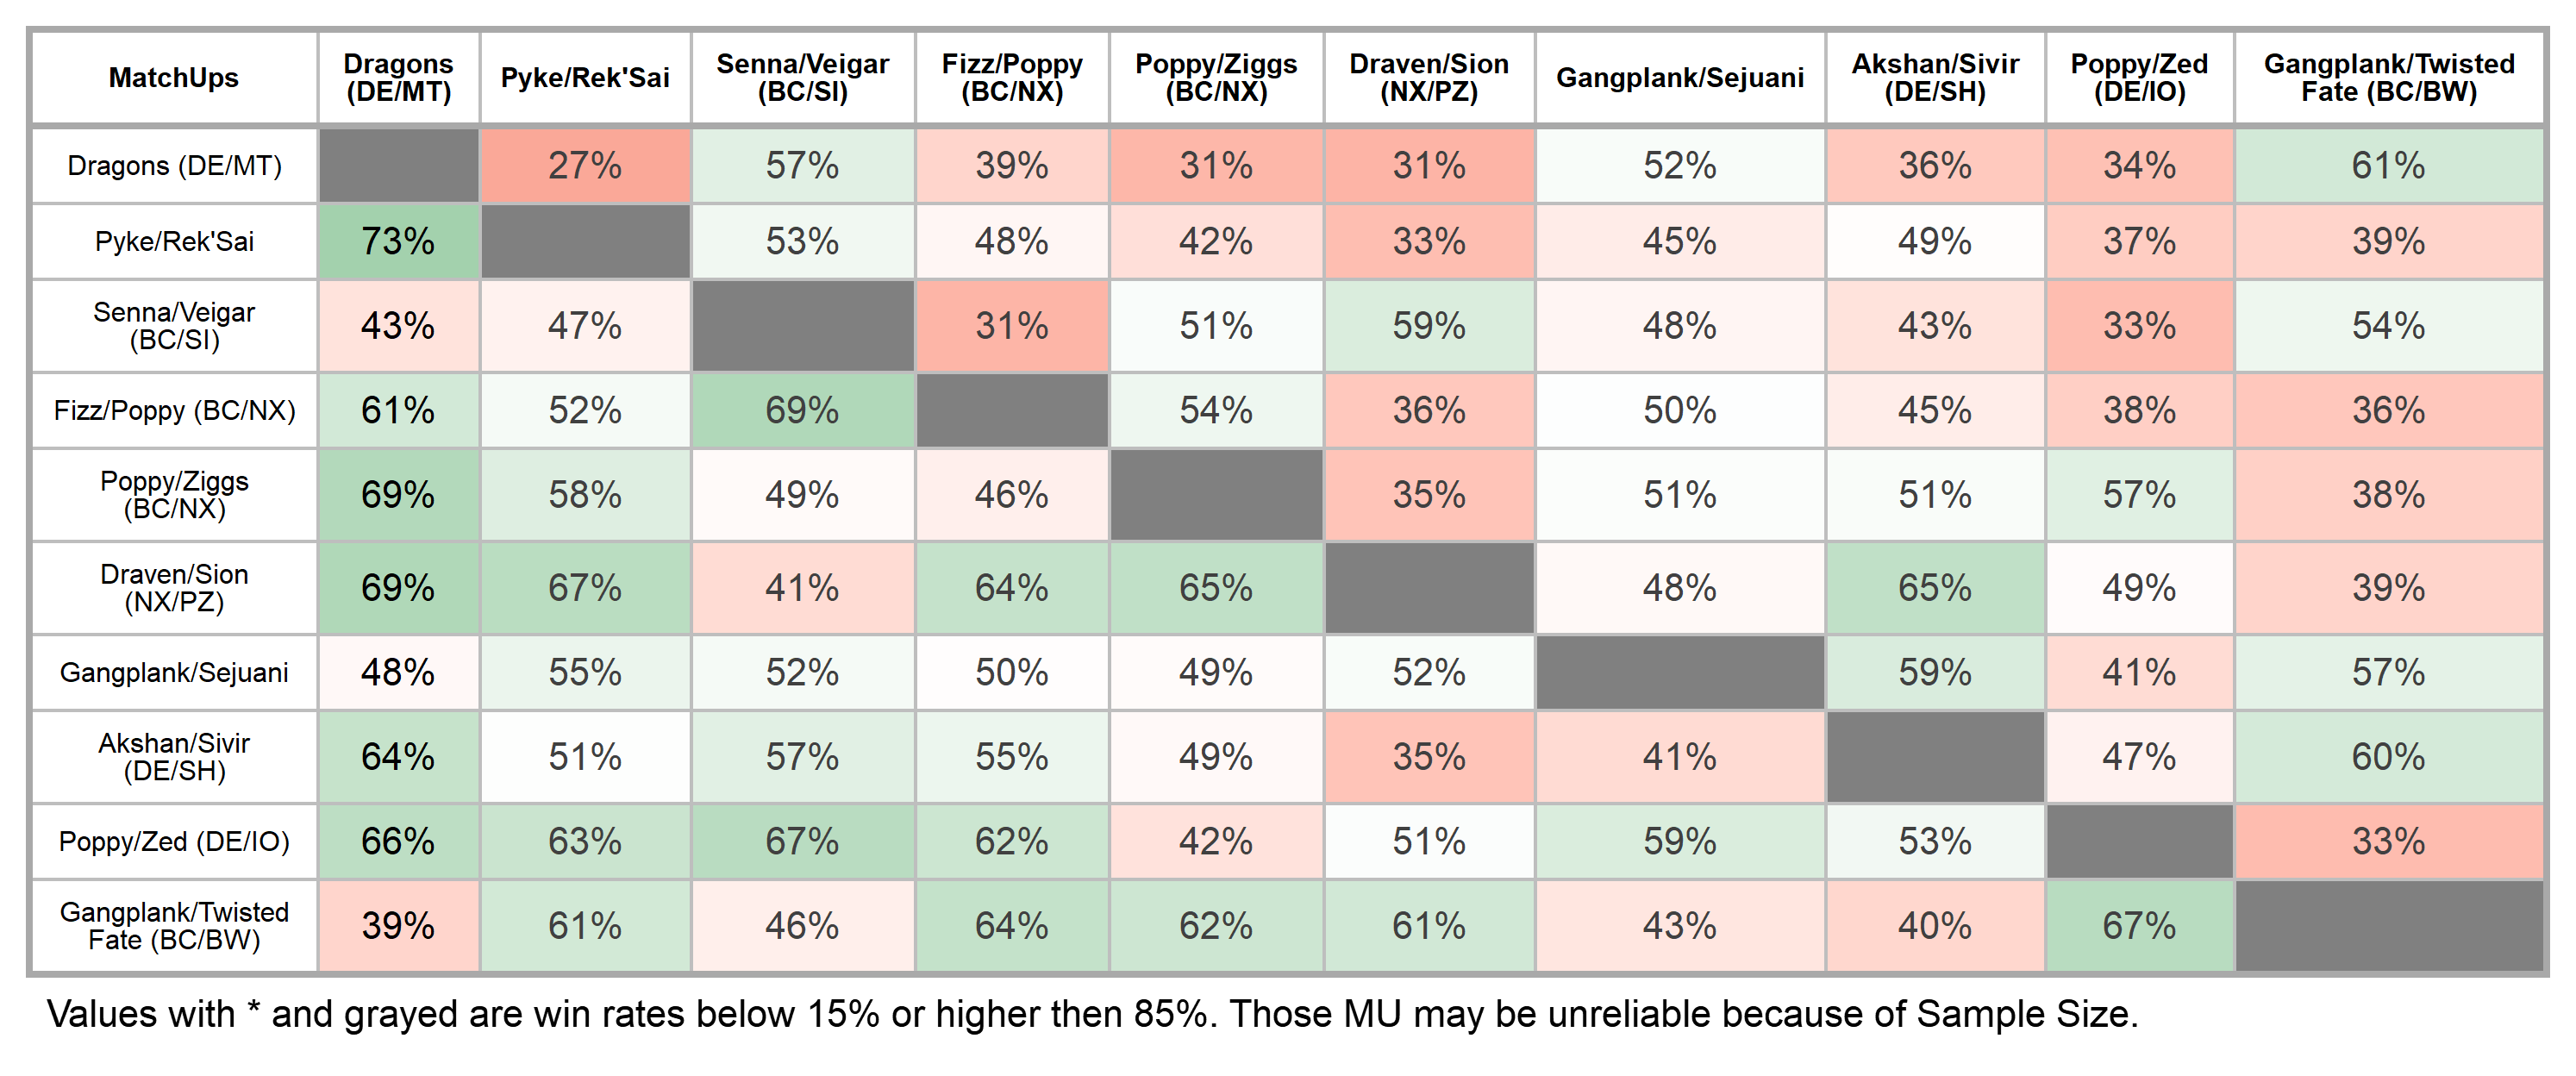 MatchUps Dragons (DE/MT) Pyke/Rek'Sai Senna/Veigar (BC/SI) Fizz/Poppy (BC/NX) Poppy/Ziggs (BC/NX) Draven/Sion (NX/PZ) Gangplank/Sejuani Akshan/Sivir (DE/SH) Poppy/Zed (DE/IO) Gangplank/Twisted Fate (BC/BW)
Dragons (DE/MT) 27% 57% 39% 31% 31% 52% 36% 34% 61%
Pyke/Rek'Sai 73% 53% 48% 42% 33% 45% 49% 37% 39%
Senna/Veigar (BC/SI) 43% 47% 31% 51% 59% 48% 43% 33% 54%
Fizz/Poppy (BC/NX) 61% 52% 69% 54% 36% 50% 45% 38% 36%
Poppy/Ziggs (BC/NX) 69% 58% 49% 46% 35% 51% 51% 57% 38%
Draven/Sion (NX/PZ) 69% 67% 41% 64% 65% 48% 65% 49% 39%
Gangplank/Sejuani 48% 55% 52% 50% 49% 52% 59% 41% 57%
Akshan/Sivir (DE/SH) 64% 51% 57% 55% 49% 35% 41% 47% 60%
Poppy/Zed (DE/IO) 66% 63% 67% 62% 42% 51% 59% 53% 33%
Gangplank/Twisted Fate (BC/BW) 39% 61% 46% 64% 62% 61% 43% 40% 67%
Values with * and grayed are win rates below 15% or higher then 85%. Those MU may be unreliable because of Sample Size.